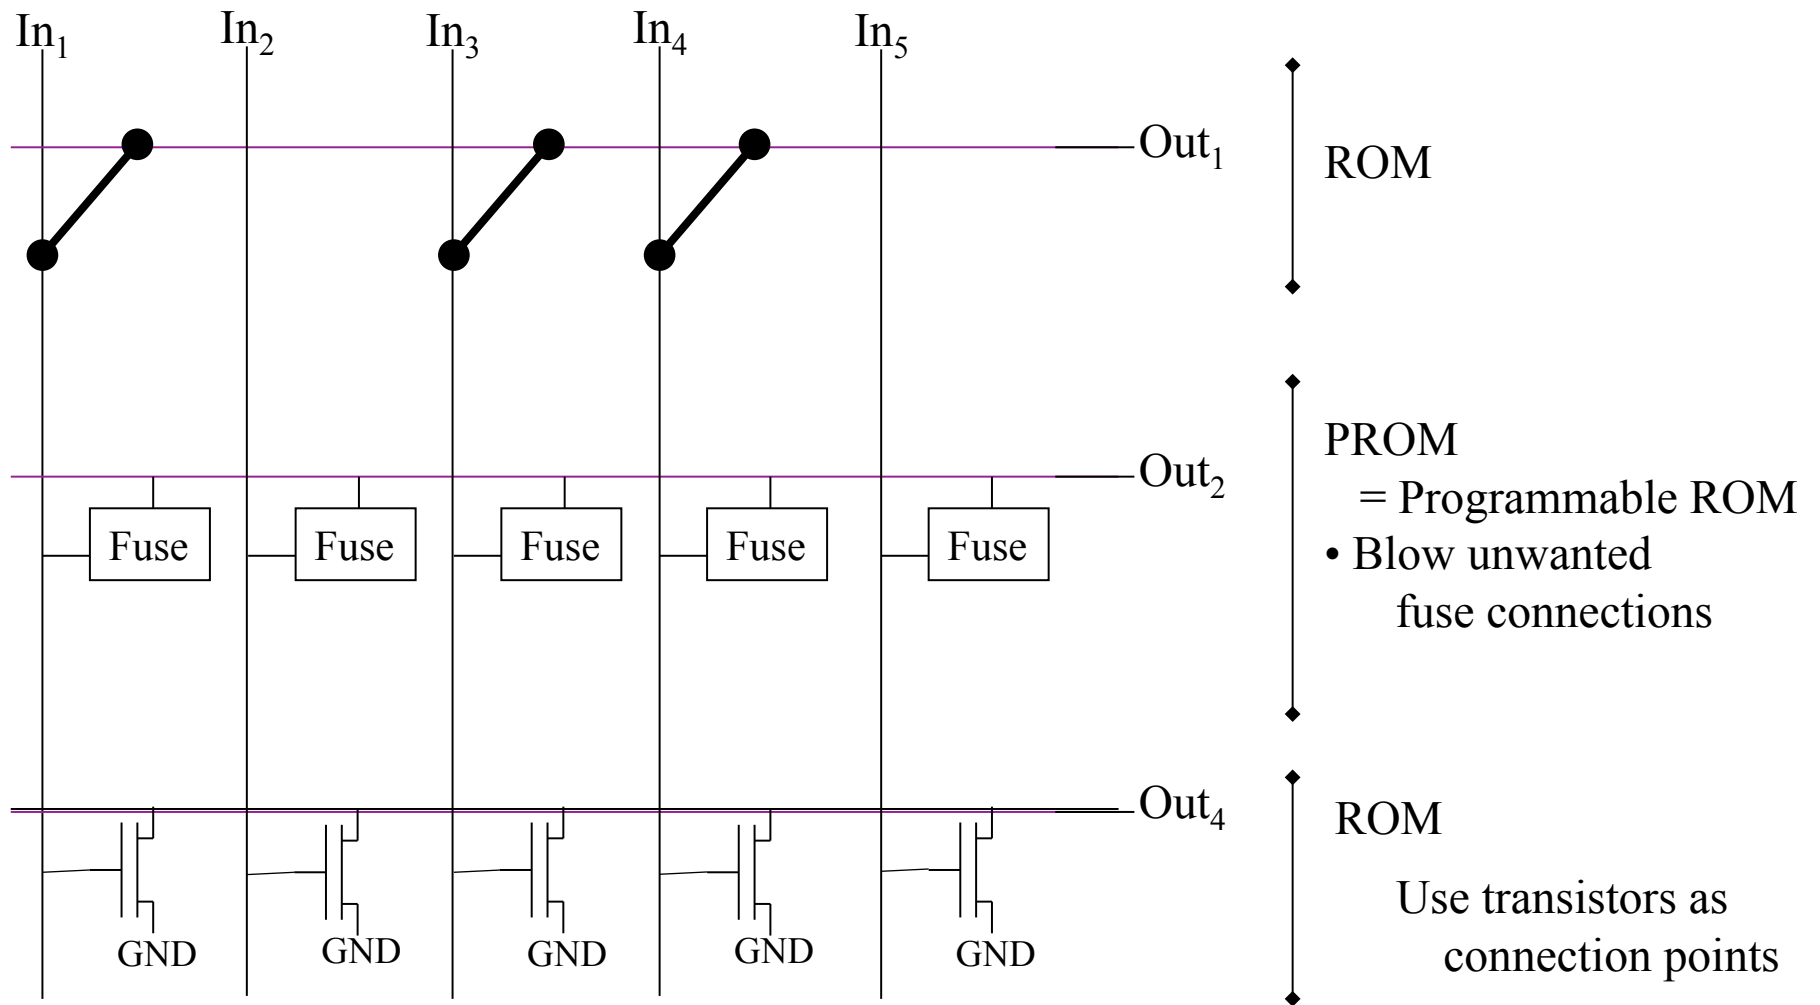 In₁ In₂ In₃ In₄ In₅
Out₁
ROM
Out₂
PROM
= Programmable ROM
• Blow unwanted
fuse connections
Fuse Fuse Fuse Fuse Fuse
Out₄
ROM
Use transistors as
connection points
GND GND GND GND GND